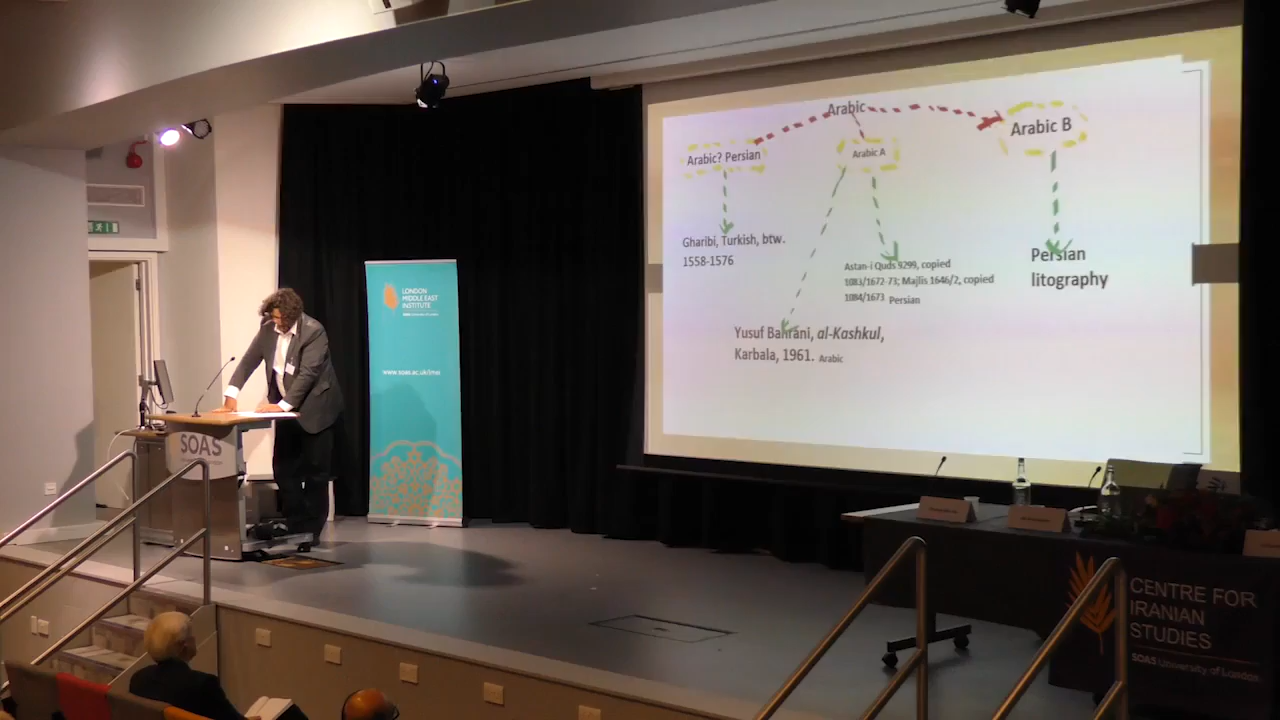 Arabic
Arabic B
Arabic? Persian
Arabic A
Gharibi, Turkish, btw.
1558-1576
Astan-i Quds 9299, copied
1083/1672-73; Majlis 1646/2, copied
1084/1673 Persian
Persian
litography
Yusuf Bahrani, al-Kashkul,
Karbala, 1961. Arabic
LONDON
MIDDLE EAST
INSTITUTE
www.soas.ac.uk/lmei
SOAS
CENTRE FOR
IRANIAN
STUDIES
SOAS University of London